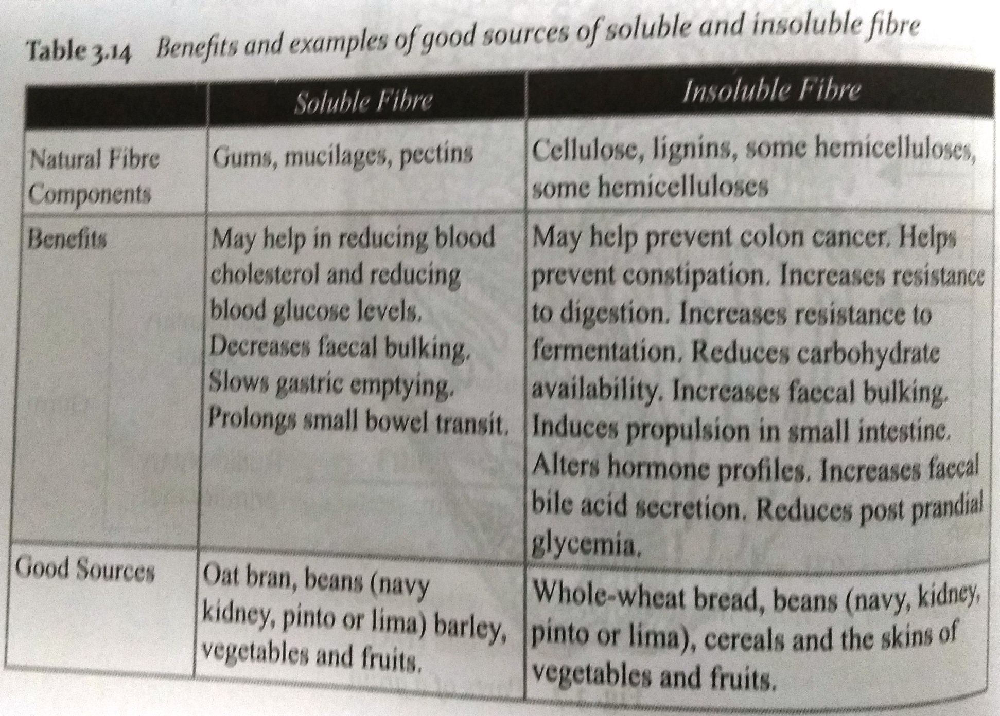 Table 3.14 Benefits and examples of good sources of soluble and insoluble fibre
Soluble Fibre
Insoluble Fibre
Natural Fibre
Components
Gums, mucilages, pectins
Cellulose, lignins, some hemicelluloses,
some hemicelluloses
Benefits
May help in reducing blood
cholesterol and reducing
blood glucose levels.
Decreases faecal bulking.
Slows gastric emptying.
Prolongs small bowel transit.
May help prevent colon cancer. Helps
prevent constipation. Increases resistance
to digestion. Increases resistance to
fermentation. Reduces carbohydrate
availability. Increases faecal bulking.
Induces propulsion in small intestine.
Alters hormone profiles. Increases faecal
bile acid secretion. Reduces post prandial
glycemia.
Good Sources
Oat bran, beans (navy
kidney, pinto or lima) barley,
vegetables and fruits.
Whole-wheat bread, beans (navy, kidney,
pinto or lima), cereals and the skins of
vegetables and fruits.